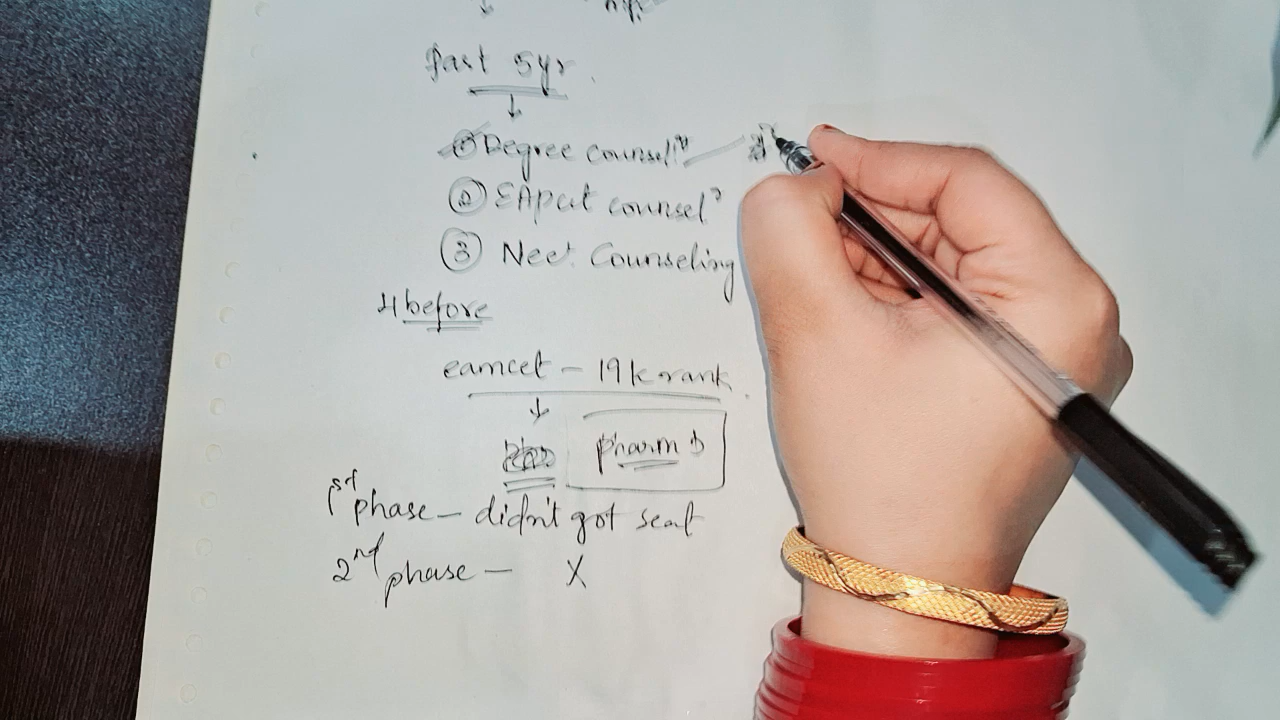 Past 5yr.
① Degree counsel
② EAPcet counsel
③ Neet Counseling
4 before
eamcet – 19k rank
Pharm D
1st phase – didn't got seat
2nd phase – X